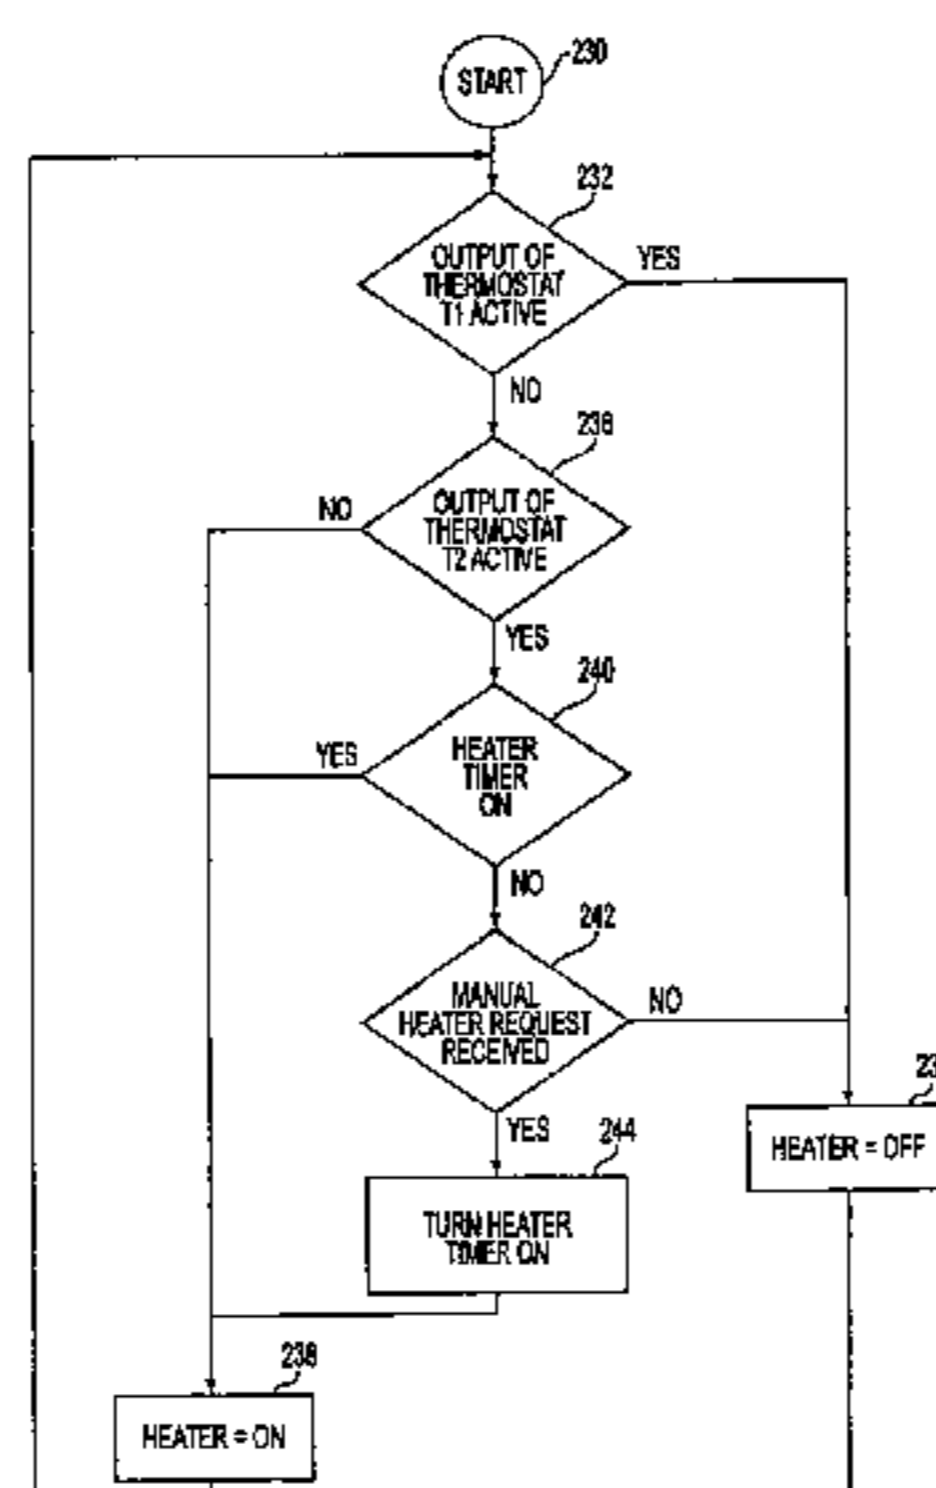 START
230
232
OUTPUT OF
THERMOSTAT
T1 ACTIVE
YES
NO
236
NO
OUTPUT OF
THERMOSTAT
T2 ACTIVE
YES
240
YES
HEATER
TIMER
ON
NO
242
MANUAL
HEATER REQUEST
RECEIVED
NO
YES
244
HEATER = OFF
TURN HEATER
TIMER ON
238
HEATER = ON